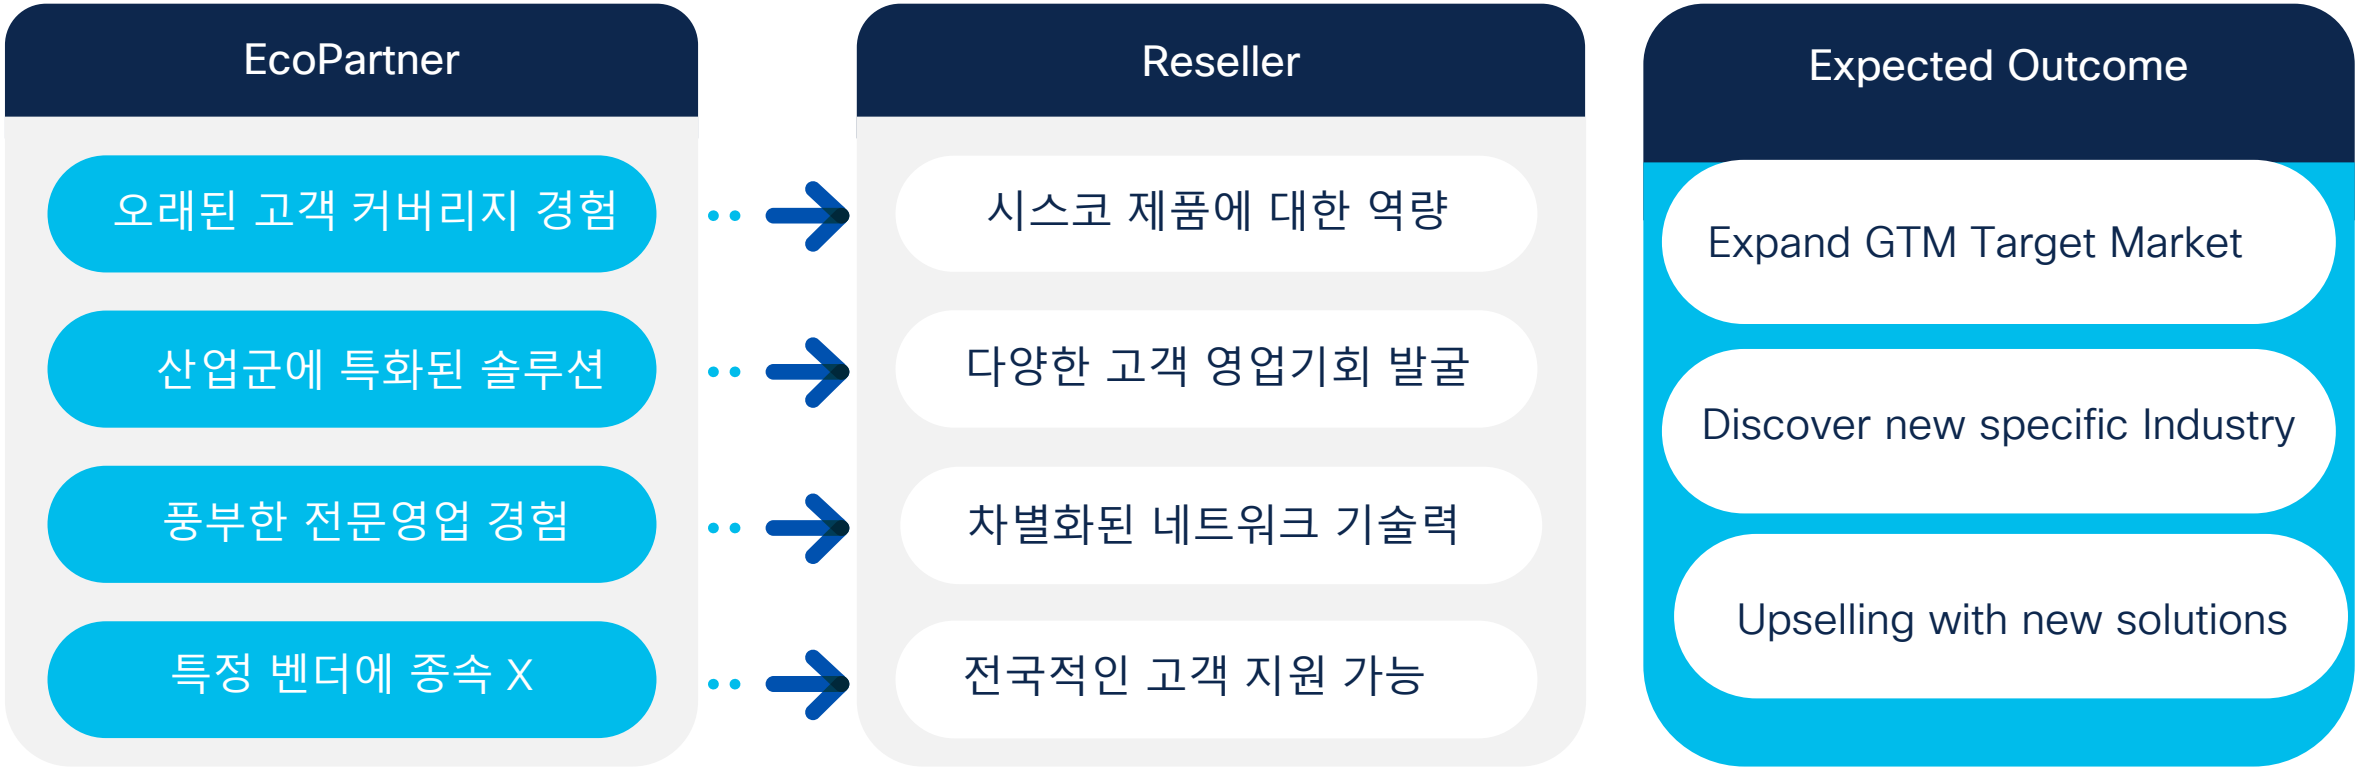 EcoPartner
오래된 고객 커버리지 경험
산업군에 특화된 솔루션
풍부한 전문영업 경험
특정 벤더에 종속 X
Reseller
시스코 제품에 대한 역량
다양한 고객 영업기회 발굴
차별화된 네트워크 기술력
전국적인 고객 지원 가능
Expected Outcome
Expand GTM Target Market
Discover new specific Industry
Upselling with new solutions